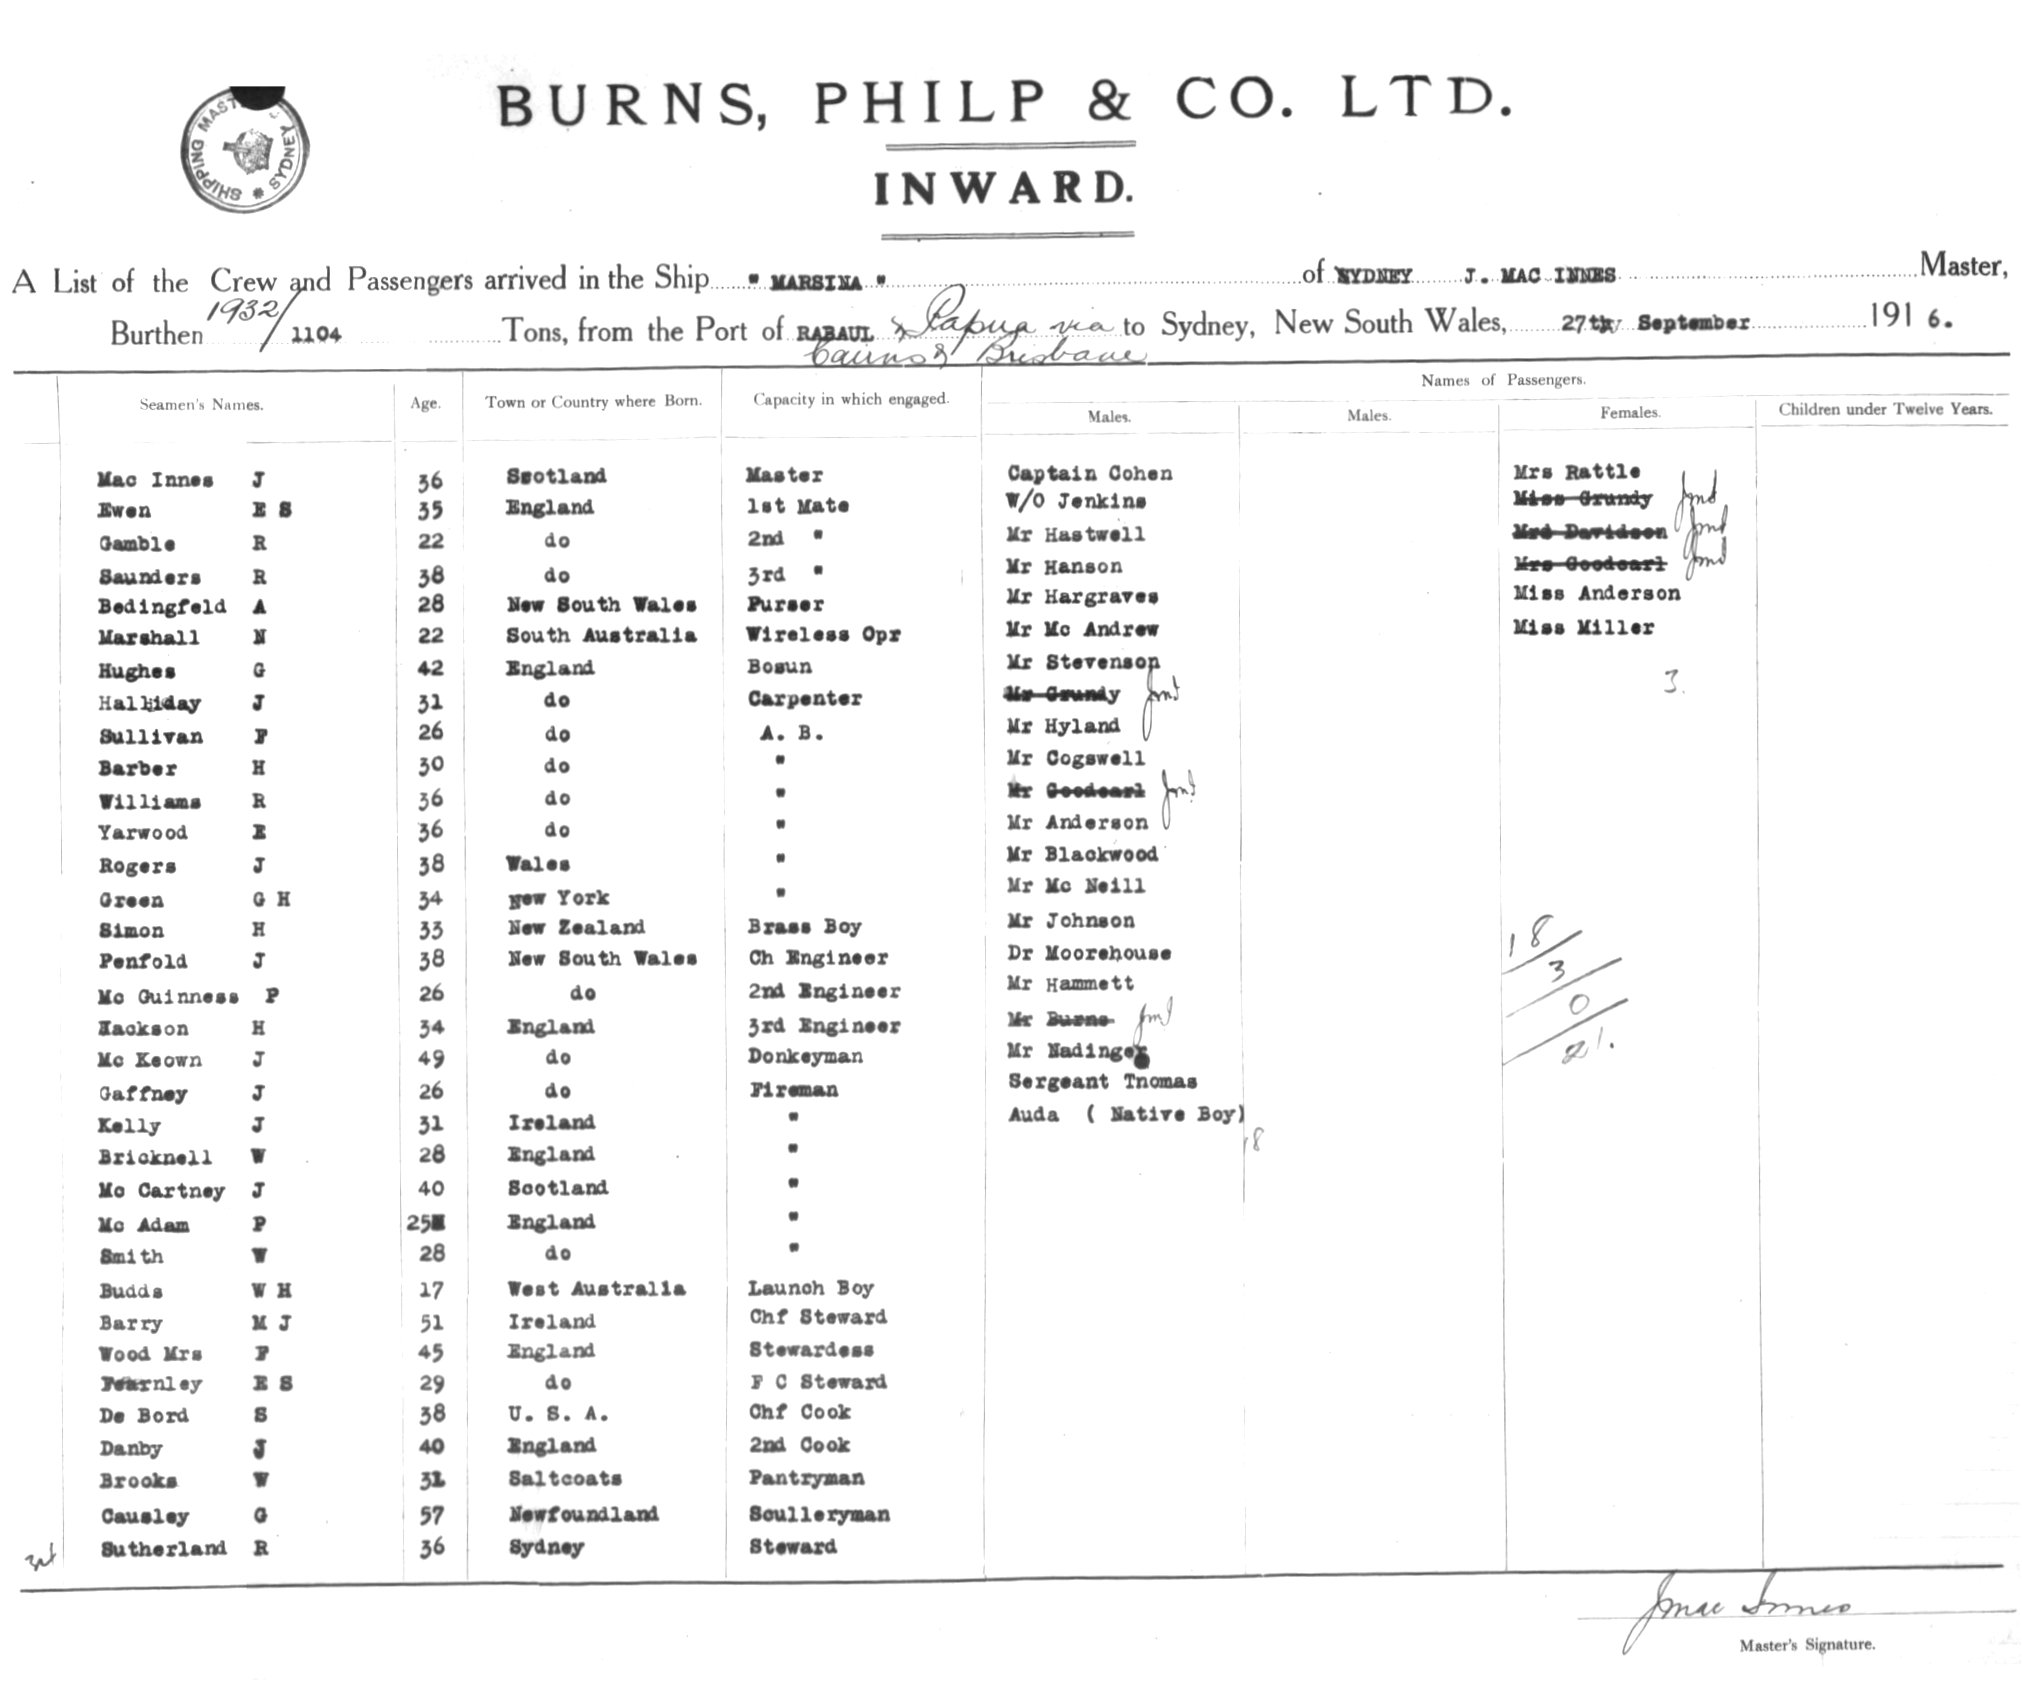 SHIPPING MAST SYDNEY
BURNS, PHILP & CO. LTD.
INWARD.
A List of the Crew and Passengers arrived in the Ship " MARSINA " of SYDNEY J. MAC INNES Master,
Burthen 1932/1104 Tons, from the Port of RABAUL & Papua via to Sydney, New South Wales, 27th September 1916.
Cairns & Brisbane
Names of Passengers.
Seamen's Names. Age. Town or Country where Born. Capacity in which engaged. Males. Males. Females. Children under Twelve Years.
Mac Innes J 36 Scotland Master Captain Cohen Mrs Rattle
Ewen E S 35 England 1st Mate W/O Jenkins Miss Grundy JmI
Gamble R 22 do 2nd " Mr Hastwell Mrd Davidson JmI
Saunders R 38 do 3rd " Mr Hanson Mrs Goodearl JmI
Bedingfeld A 28 New South Wales Purser Mr Hargraves Miss Anderson
Marshall N 22 South Australia Wireless Opr Mr Mc Andrew Miss Miller
Hughes G 42 England Bosun Mr Stevenson 3.
Halliday J 31 do Carpenter Mr Grundy JmI
Sullivan F 26 do A. B. Mr Hyland
Barber H 30 do " Mr Cogswell
Williams R 36 do " Mr Goodearl JmI
Yarwood E 36 do " Mr Anderson
Rogers J 38 Wales " Mr Blackwood
Green G H 34 New York " Mr Mc Neill
Simon H 33 New Zealand Brass Boy Mr Johnson 18
Penfold J 38 New South Wales Ch Engineer Dr Moorehouse 3
Mc Guinness P 26 do 2nd Engineer Mr Hammett 0
Hackson H 34 England 3rd Engineer Mr Burns JmI 21.
Mc Keown J 49 do Donkeyman Mr Nadinger
Gaffney J 26 do Fireman Sergeant Tnomas
Kelly J 31 Ireland " Auda ( Native Boy)
Bricknell W 28 England " 18
Mc Cartney J 40 Scotland "
Mc Adam P 25 England "
Smith W 28 do "
Budds W H 17 West Australia Launch Boy
Barry M J 51 Ireland Chf Steward
Wood Mrs F 45 England Stewardess
Fearnley E S 29 do F C Steward
De Bord S 38 U. S. A. Chf Cook
Danby J 40 England 2nd Cook
Brooks W 31 Saltcoats Pantryman
Causley G 57 Newfoundland Sculleryman
Sutherland R 36 Sydney Steward
J Mac Innes
Master's Signature.